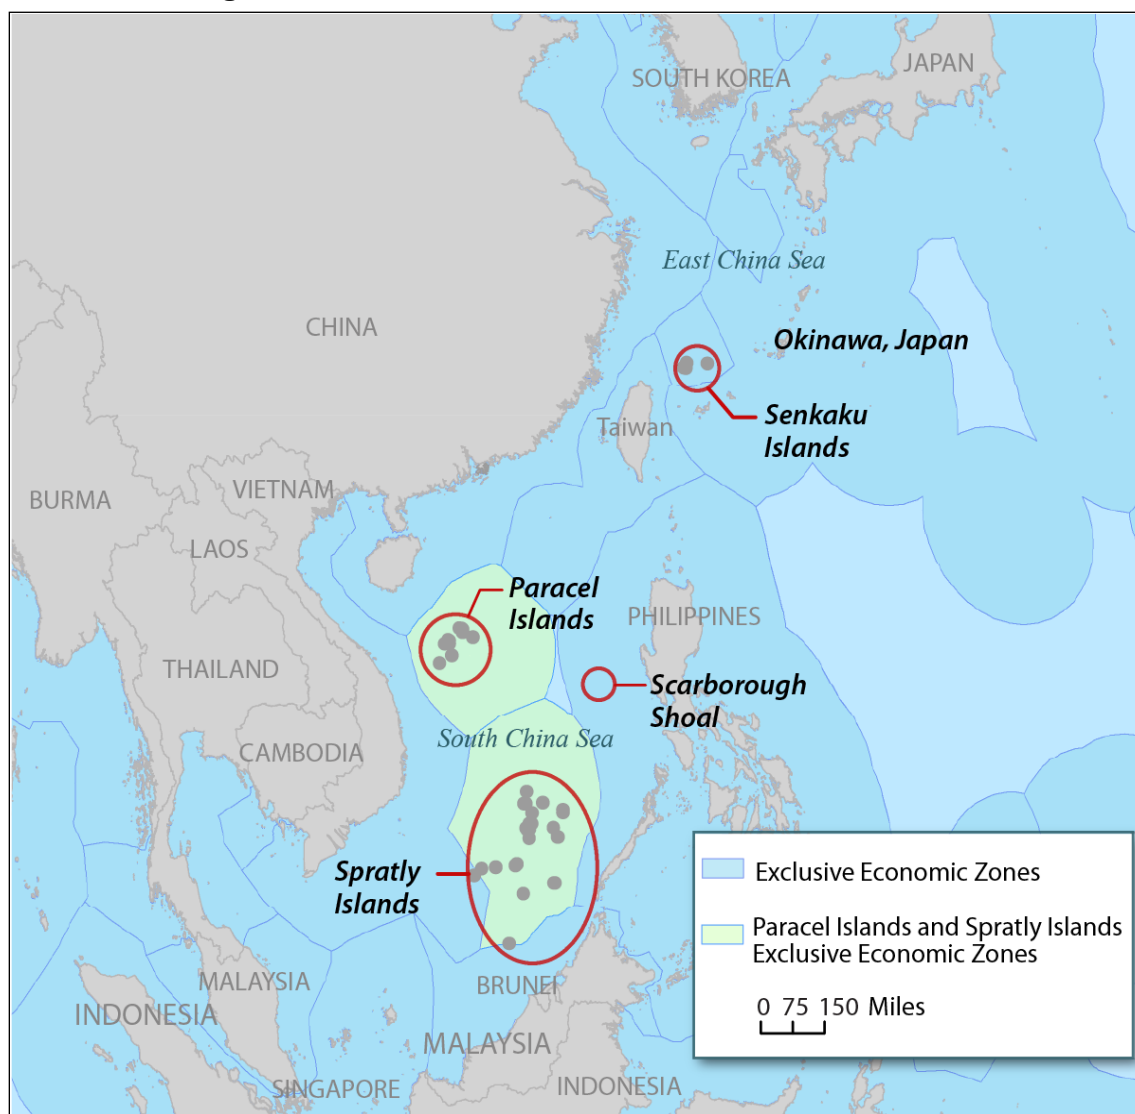 SOUTH KOREA
JAPAN
East China Sea
CHINA
Okinawa, Japan
Senkaku
Islands
Taiwan
BURMA
VIETNAM
LAOS
Paracel
Islands
PHILIPPINES
THAILAND
Scarborough
Shoal
CAMBODIA
South China Sea
Spratly
Islands
Exclusive Economic Zones
Paracel Islands and Spratly Islands
Exclusive Economic Zones
0 75 150 Miles
MALAYSIA
BRUNEI
INDONESIA
MALAYSIA
SINGAPORE
INDONESIA